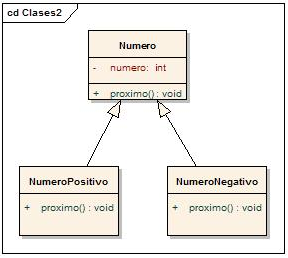 cd Clases2
Numero
- numero: int
+ proximo() : void
NumeroPositivo
+ proximo() : void
NumeroNegativo
+ proximo() : void